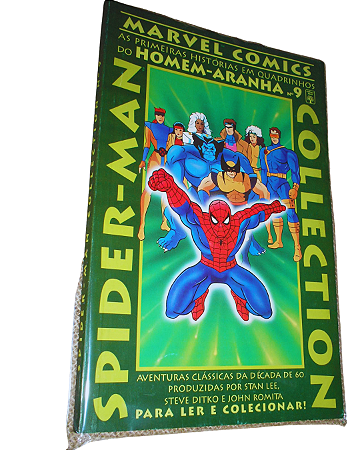 MARVEL COMICS
AS PRIMEIRAS HISTÓRIAS EM QUADRINHOS
DO HOMEM-ARANHA Nº 9
SPIDER-MAN
COLLECTION
AVENTURAS CLÁSSICAS DA DÉCADA DE 60
PRODUZIDAS POR STAN LEE,
STEVE DITKO E JOHN ROMITA
PARA LER E COLECIONAR!